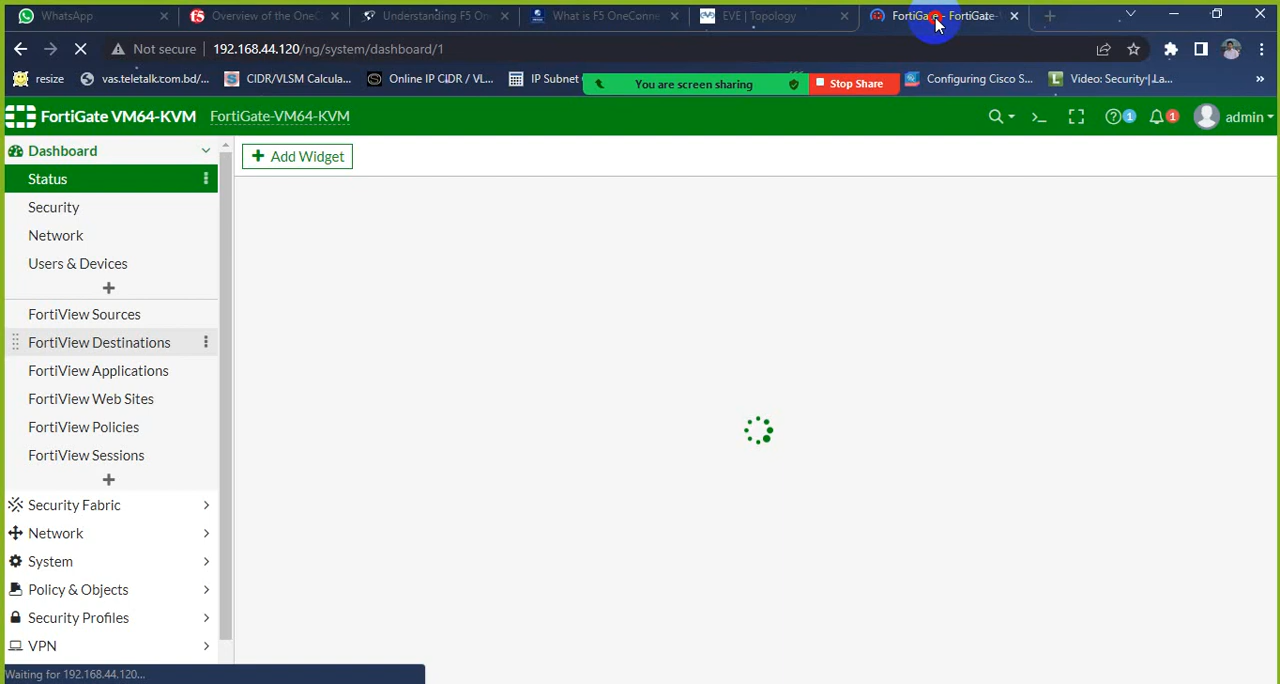 WhatsApp
Overview of the OneC
Understanding F5 On
What is F5 OneConne
EVE | Topology
FortiGate - FortiGate-
Not secure
192.168.44.120/ng/system/dashboard/1
resize
vas.teletalk.com.bd/...
CIDR/VLSM Calcula...
Online IP CIDR / VL...
IP Subnet
You are screen sharing
Stop Share
Configuring Cisco S...
Video: Security | La...
»
FortiGate VM64-KVM
FortiGate-VM64-KVM
1
1
admin
Dashboard
Add Widget
Status
Security
Network
Users & Devices
FortiView Sources
FortiView Destinations
FortiView Applications
FortiView Web Sites
FortiView Policies
FortiView Sessions
Security Fabric
Network
System
Policy & Objects
Security Profiles
VPN
Waiting for 192.168.44.120...